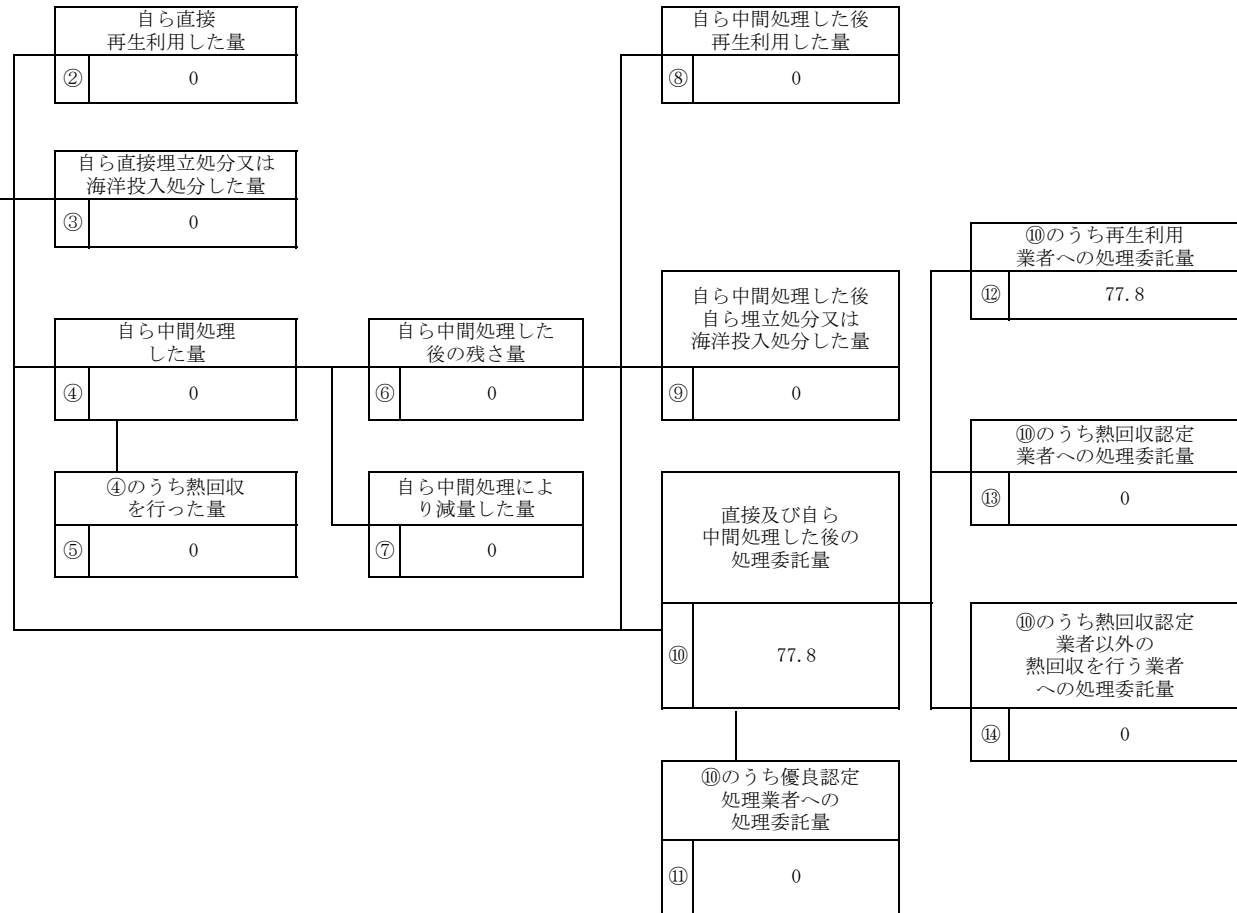 自ら直接
再生利用した量
② 0
自ら中間処理した後
再生利用した量
⑧ 0
自ら直接埋立処分又は
海洋投入処分した量
③ 0
⑩のうち再生利用
業者への処理委託量
⑫ 77.8
自ら中間処理
した量
④ 0
自ら中間処理した
後の残さ量
⑥ 0
自ら中間処理した後
自ら埋立処分又は
海洋投入処分した量
⑨ 0
⑩のうち熱回収認定
業者への処理委託量
⑬ 0
④のうち熱回収
を行った量
⑤ 0
自ら中間処理によ
り減量した量
⑦ 0
直接及び自ら
中間処理した後の
処理委託量
⑩ 77.8
⑩のうち熱回収認定
業者以外の
熱回収を行う業者
への処理委託量
⑭ 0
⑩のうち優良認定
処理業者への
処理委託量
⑪ 0